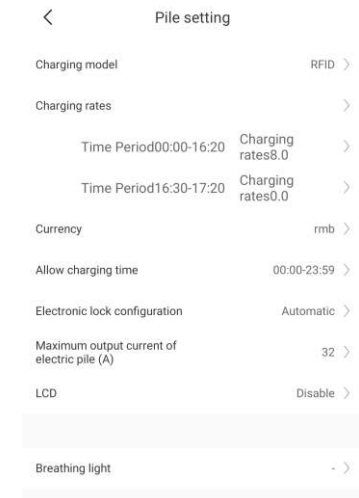 Pile setting
Charging model RFID
Charging rates
Time Period00:00-16:20 Charging rates8.0
Time Period16:30-17:20 Charging rates0.0
Currency rmb
Allow charging time 00:00-23:59
Electronic lock configuration Automatic
Maximum output current of
electric pile (A) 32
LCD Disable
Breathing light -